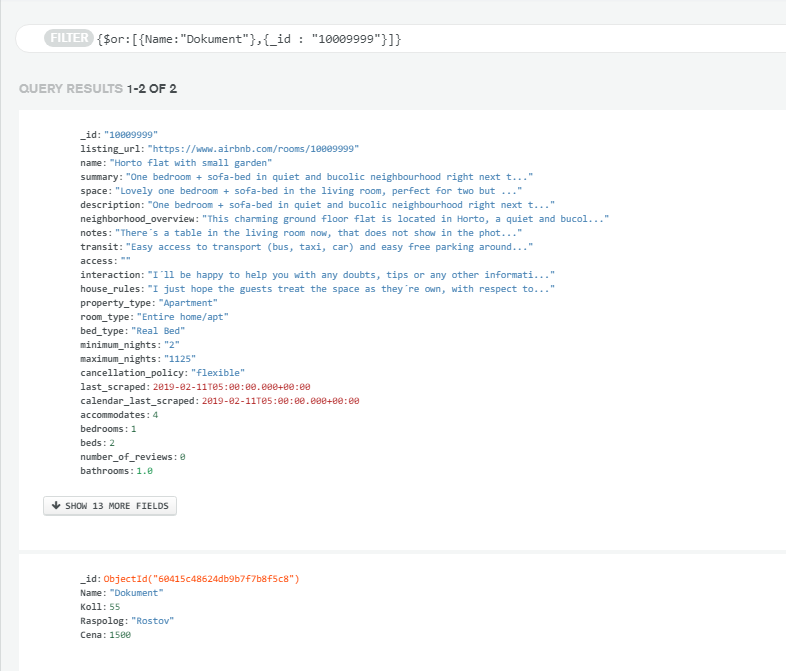 FILTER {$or:[{Name:"Dokument"},{_id : "10009999"}]}
QUERY RESULTS 1-2 OF 2
_id: "10009999"
listing_url: "https://www.airbnb.com/rooms/10009999"
name: "Horto flat with small garden"
summary: "One bedroom + sofa-bed in quiet and bucolic neighbourhood right next t..."
space: "Lovely one bedroom + sofa-bed in the living room, perfect for two but ..."
description: "One bedroom + sofa-bed in quiet and bucolic neighbourhood right next t..."
neighborhood_overview: "This charming ground floor flat is located in Horto, a quiet and bucol..."
notes: "There´s a table in the living room now, that does not show in the phot..."
transit: "Easy access to transport (bus, taxi, car) and easy free parking around..."
access: ""
interaction: "I´ll be happy to help you with any doubts, tips or any other informati..."
house_rules: "I just hope the guests treat the space as they´re own, with respect to..."
property_type: "Apartment"
room_type: "Entire home/apt"
bed_type: "Real Bed"
minimum_nights: "2"
maximum_nights: "1125"
cancellation_policy: "flexible"
last_scraped: 2019-02-11T05:00:00.000+00:00
calendar_last_scraped: 2019-02-11T05:00:00.000+00:00
accommodates: 4
bedrooms: 1
beds: 2
number_of_reviews: 0
bathrooms: 1.0
SHOW 13 MORE FIELDS
_id: ObjectId("60415c48624db9b7f7b8f5c8")
Name: "Dokument"
Koll: 55
Raspolog: "Rostov"
Cena: 1500